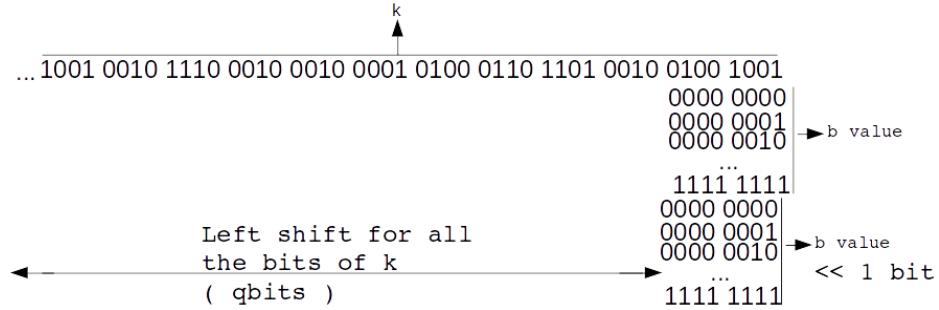 k
...1001 0010 1110 0010 0010 0001 0100 0110 1101 0010 0100 1001
0000 0000
0000 0001
0000 0010
...
1111 1111
b value
0000 0000
0000 0001
0000 0010
...
1111 1111
b value
<< 1 bit
Left shift for all
the bits of k
( qbits )